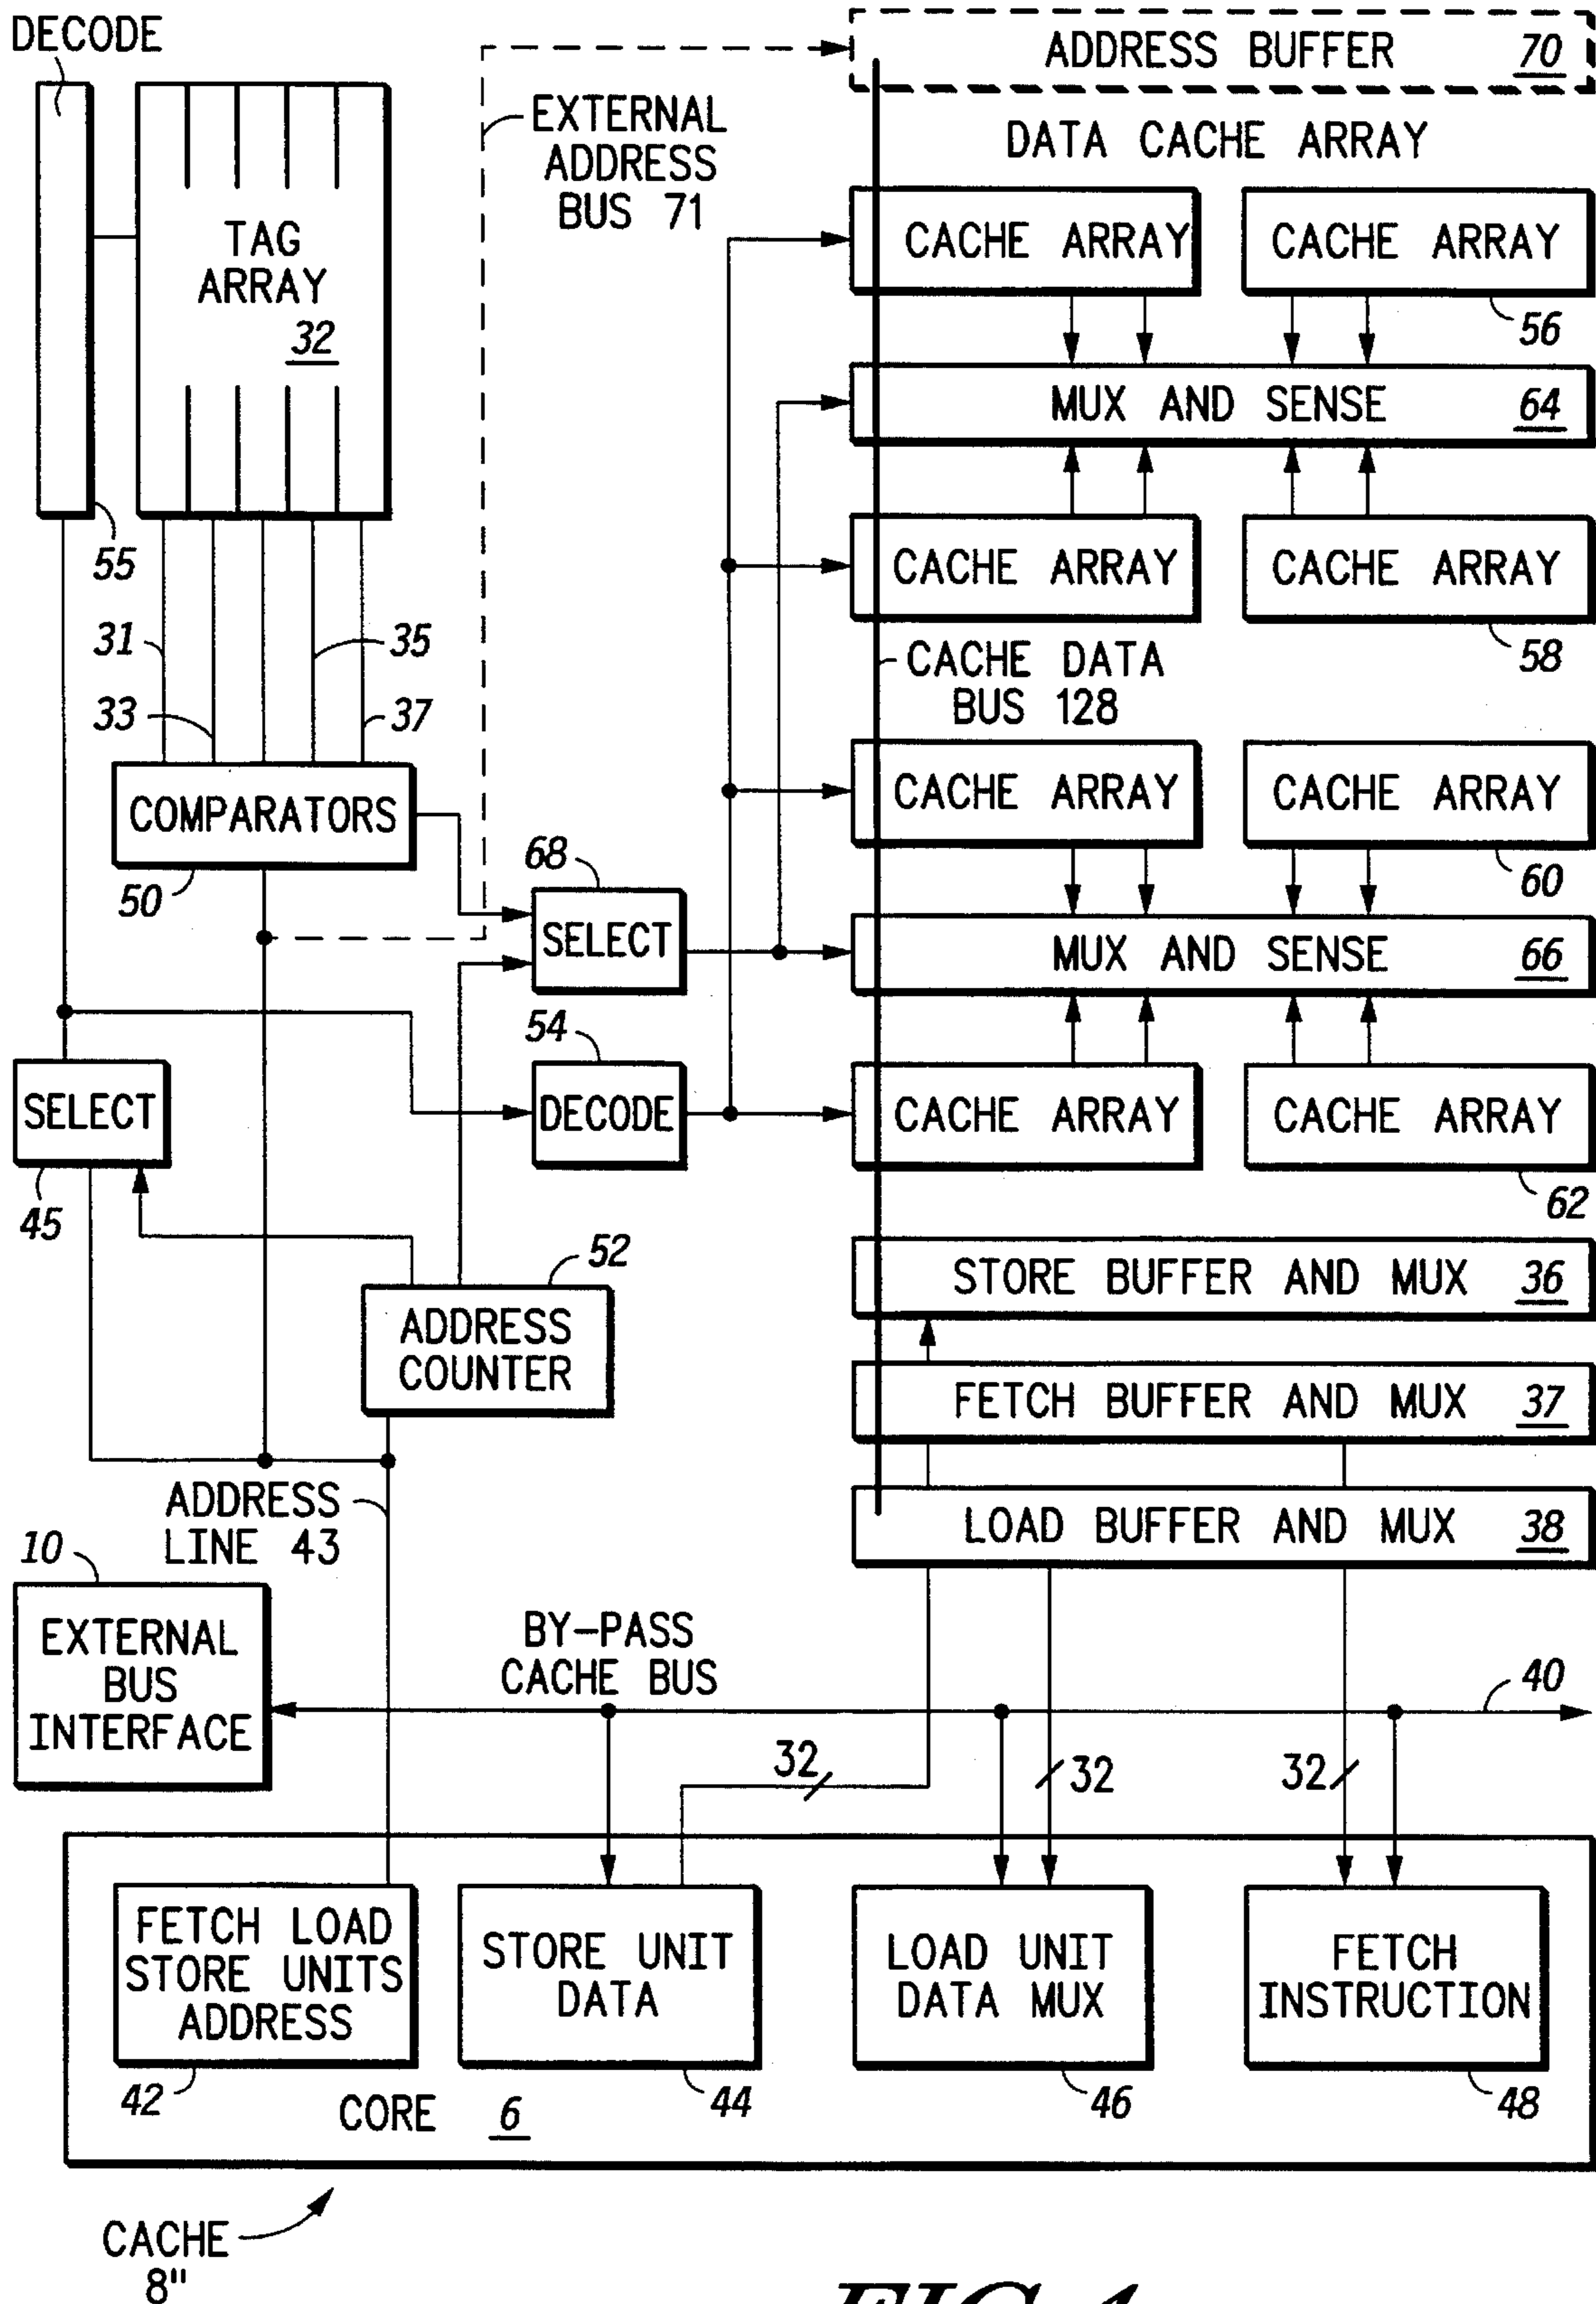 DECODE
ADDRESS BUFFER 70
EXTERNAL
ADDRESS
BUS 71
DATA CACHE ARRAY
TAG
ARRAY
32
CACHE ARRAY
CACHE ARRAY
56
MUX AND SENSE 64
55
CACHE ARRAY
CACHE ARRAY
58
31
35
33
37
CACHE DATA
BUS 128
COMPARATORS
50
CACHE ARRAY
CACHE ARRAY
60
68
SELECT
MUX AND SENSE 66
54
DECODE
SELECT
45
CACHE ARRAY
CACHE ARRAY
62
52
ADDRESS
COUNTER
STORE BUFFER AND MUX 36
FETCH BUFFER AND MUX 37
LOAD BUFFER AND MUX 38
ADDRESS
LINE 43
10
EXTERNAL
BUS
INTERFACE
BY-PASS
CACHE BUS
40
32
32
32
FETCH LOAD
STORE UNITS
ADDRESS
42
STORE UNIT
DATA
44
LOAD UNIT
DATA MUX
46
FETCH
INSTRUCTION
48
CORE 6
CACHE
8"